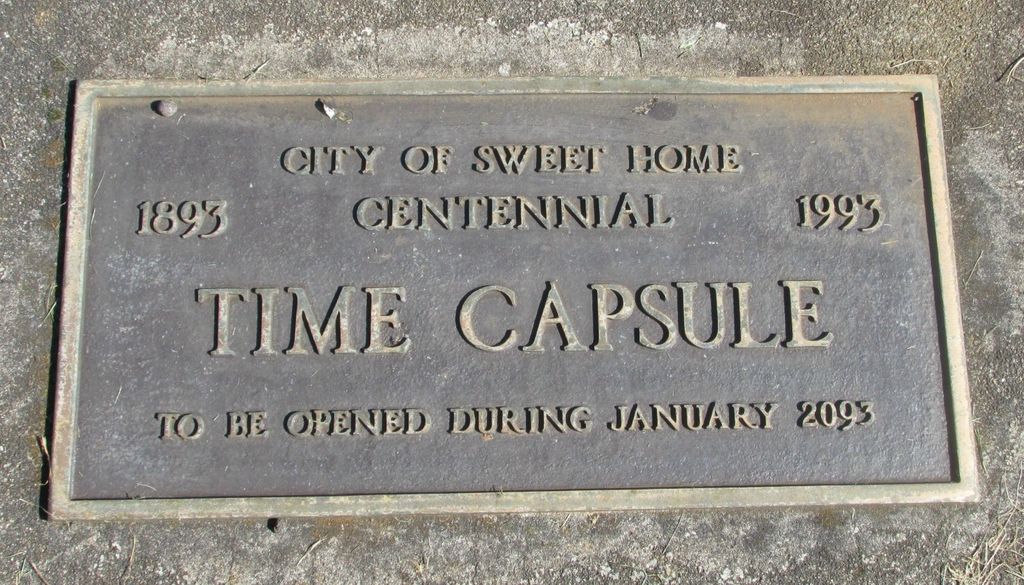 CITY OF SWEET HOME
1893 CENTENNIAL 1993
TIME CAPSULE
TO BE OPENED DURING JANUARY 2093